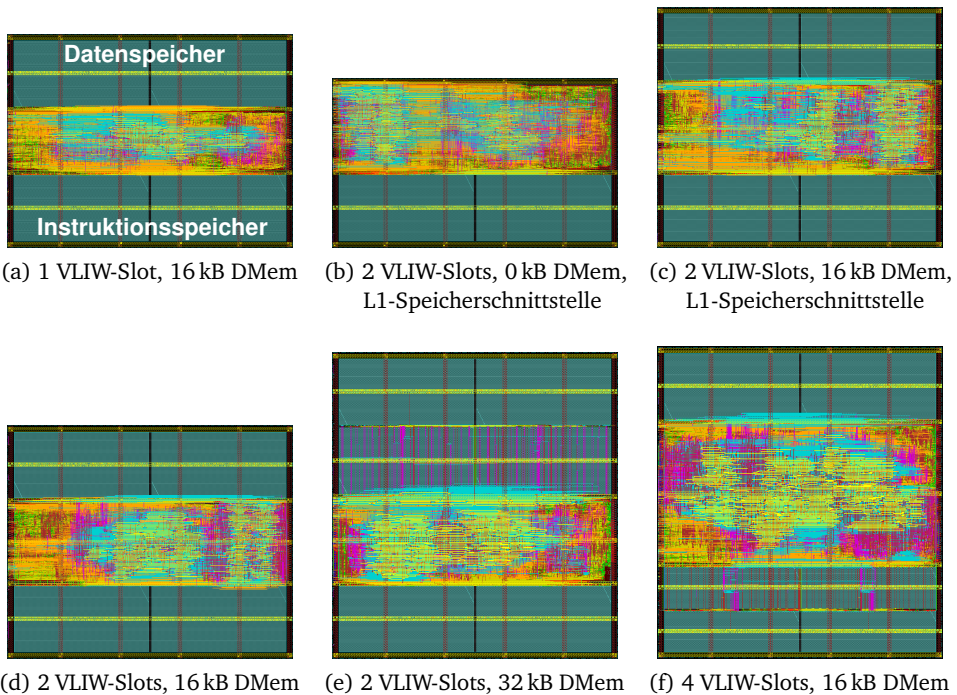 Datenspeicher
Instruktionsspeicher
(a) 1 VLIW-Slot, 16 kB DMem
(b) 2 VLIW-Slots, 0 kB DMem,
L1-Speicherschnittstelle
(c) 2 VLIW-Slots, 16 kB DMem,
L1-Speicherschnittstelle
(d) 2 VLIW-Slots, 16 kB DMem
(e) 2 VLIW-Slots, 32 kB DMem
(f) 4 VLIW-Slots, 16 kB DMem